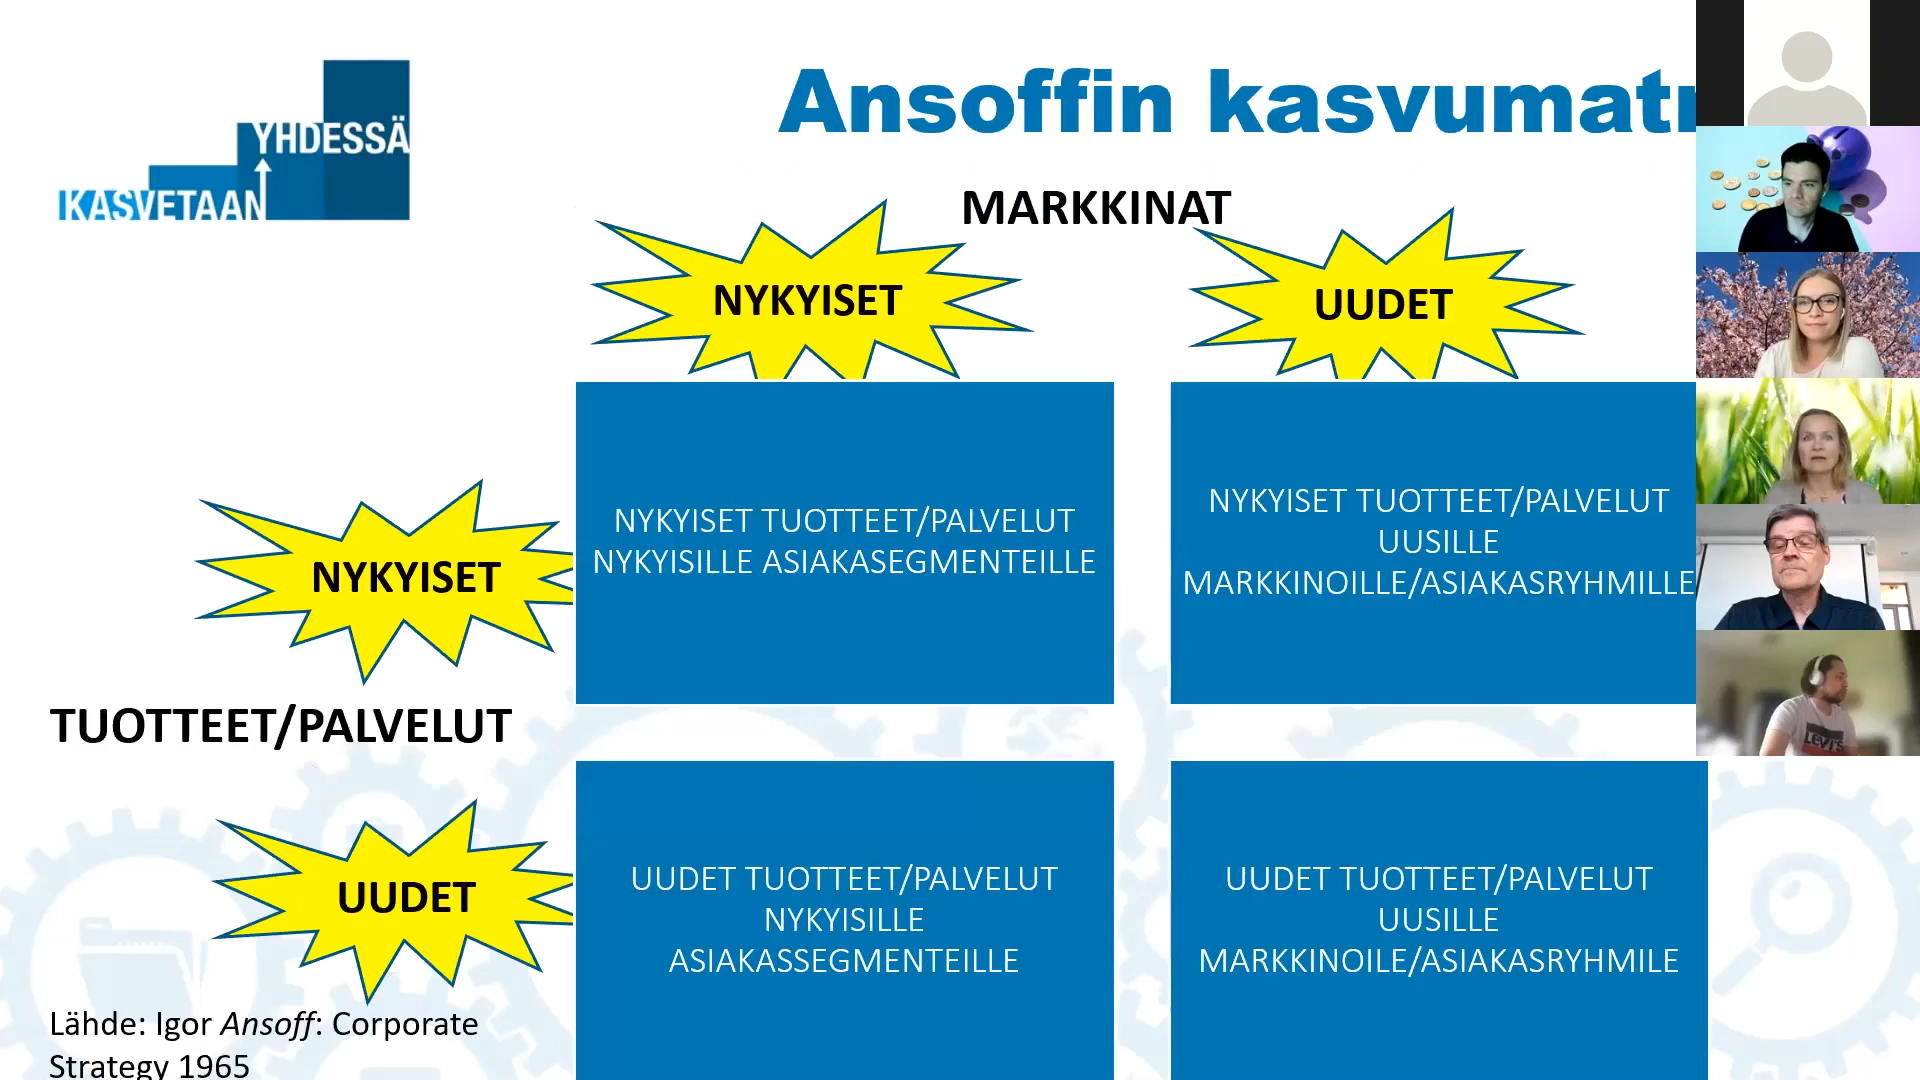 YHDESSÄ
KASVETAAN
Ansoffin kasvumatr
MARKKINAT
NYKYISET
UUDET
NYKYISET
TUOTTEET/PALVELUT
UUDET
NYKYISET TUOTTEET/PALVELUT
NYKYISILLE ASIAKASEGMENTEILLE
NYKYISET TUOTTEET/PALVELUT
UUSILLE
MARKKINOILLE/ASIAKASRYHMILLE
UUDET TUOTTEET/PALVELUT
NYKYISILLE
ASIAKASSEGMENTEILLE
UUDET TUOTTEET/PALVELUT
UUSILLE
MARKKINOILE/ASIAKASRYHMILE
Lähde: Igor Ansoff: Corporate
Strategy 1965
LEVI'S